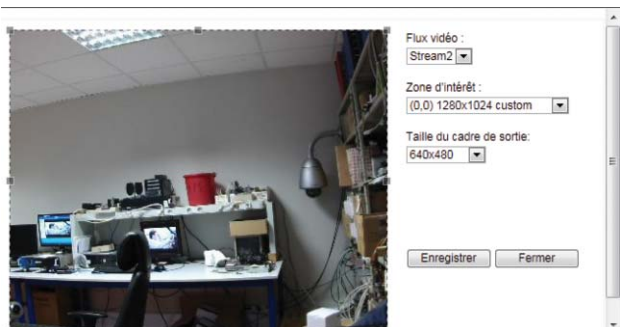 Flux vidéo :
Stream2
Zone d'intérêt :
(0,0) 1280x1024 custom
Taille du cadre de sortie:
640x480
Enregistrer
Fermer